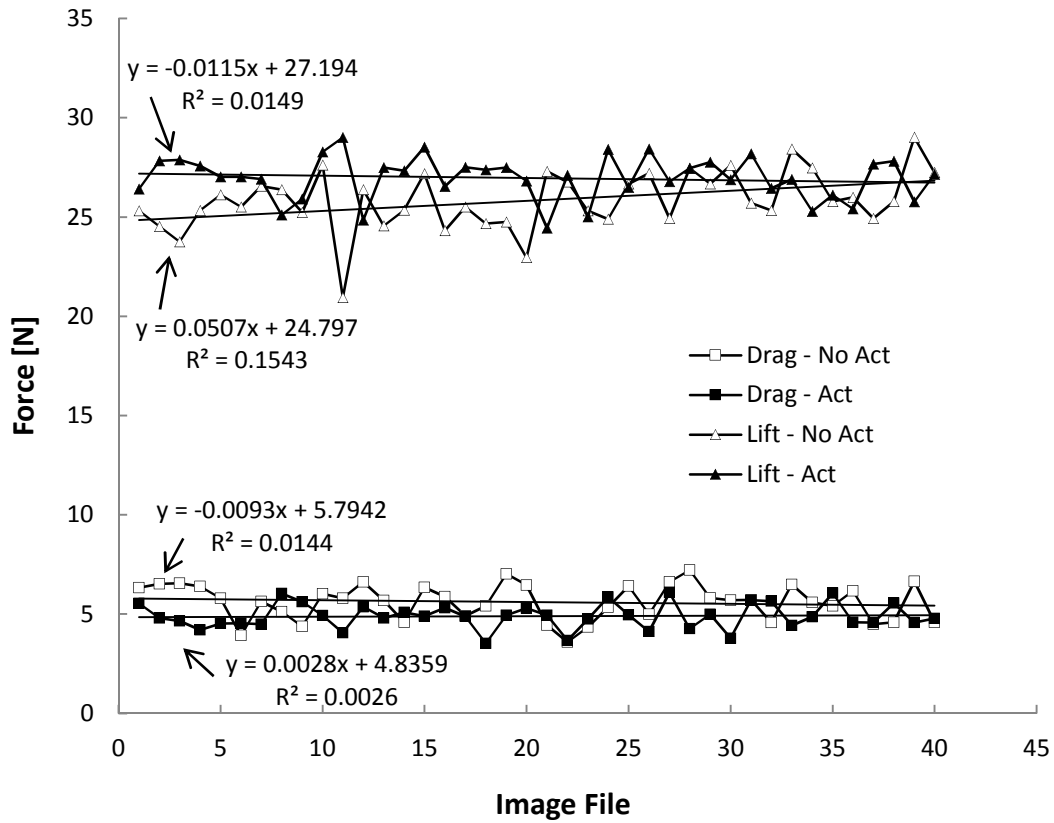 35
30
25
20
15
10
5
0
Force [N]
y = -0.0115x + 27.194
R² = 0.0149
y = 0.0507x + 24.797
R² = 0.1543
Drag - No Act
Drag - Act
Lift - No Act
Lift - Act
y = -0.0093x + 5.7942
R² = 0.0144
y = 0.0028x + 4.8359
R² = 0.0026
0 5 10 15 20 25 30 35 40 45
Image File